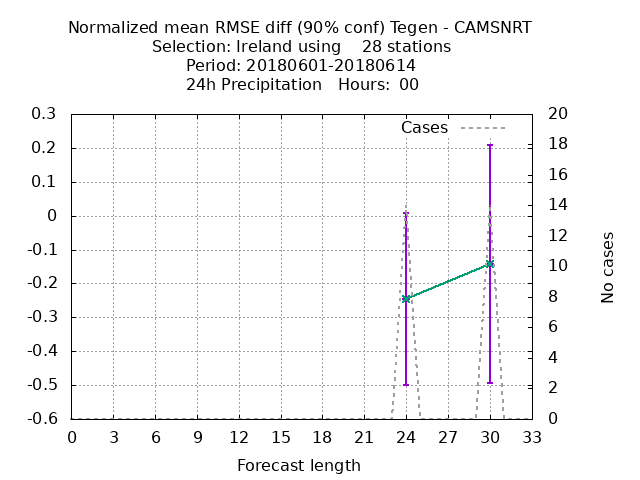 Normalized mean RMSE diff (90% conf) Tegen - CAMSNRT
Selection: Ireland using 28 stations
Period: 20180601-20180614
24h Precipitation Hours: 00
Cases
0.3
0.2
0.1
0
-0.1
-0.2
-0.3
-0.4
-0.5
-0.6
20
18
16
14
12
10
8
6
4
2
0
No cases
0 3 6 9 12 15 18 21 24 27 30 33
Forecast length